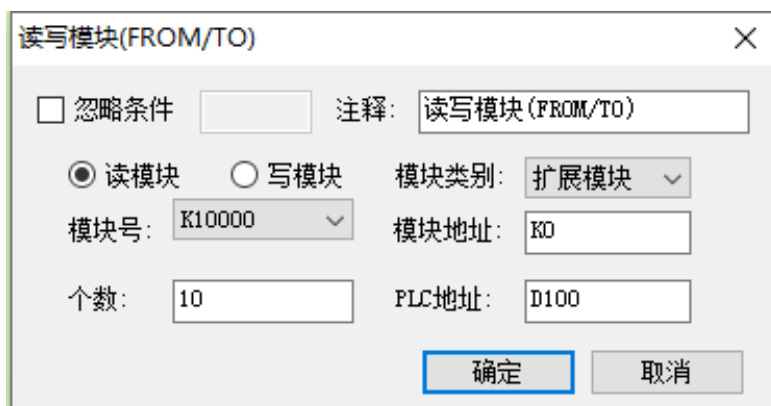 读写模块(FROM/TO)
忽略条件 注释: 读写模块(FROM/TO)
读模块 写模块 模块类别: 扩展模块
模块号: K10000 模块地址: K0
个数: 10 PLC地址: D100
确定 取消